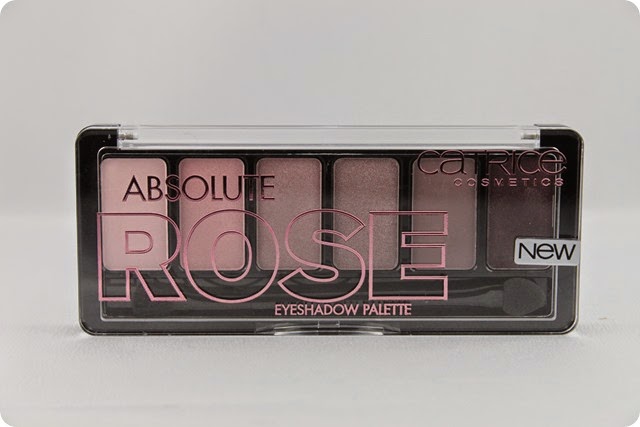 CATRICE
COSMETICS
ABSOLUTE
ROSE
NEW
EYESHADOW PALETTE